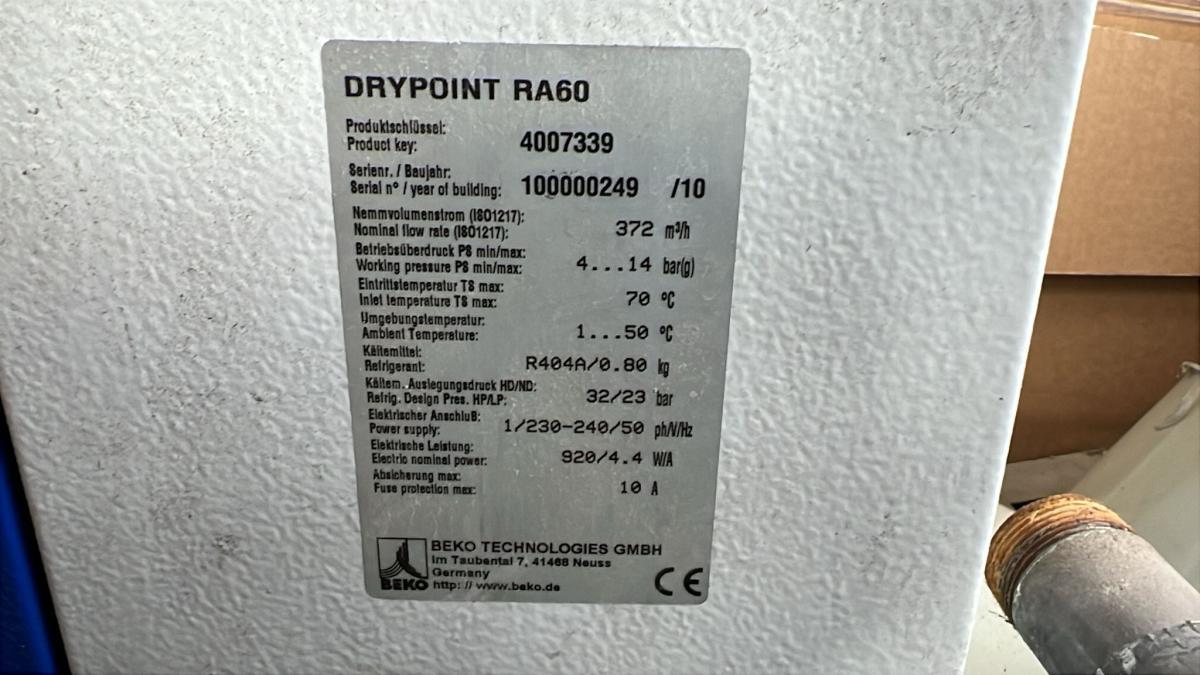 DRYPOINT RA60
Produktschlüssel:
Product key: 4007339
Seriennr. / Baujahr:
Serial n° / year of building: 100000249 /10
Nemmvolumenstrom (ISO1217):
Nominal flow rate (ISO1217): 372 m³/h
Betriebsüberdruck PS min/max:
Working pressure PS min/max: 4...14 bar(g)
Eintrittstemperatur TS max:
Inlet temperature TS max: 70 °C
Umgebungstemperatur:
Ambient Temperature: 1...50 °C
Kältemittel:
Refrigerant: R404A/0.80 kg
Kältem. Auslegungsdruck HD/ND:
Refrig. Design Pres. HP/LP: 32/23 bar
Elektrischer Anschluß:
Power supply: 1/230-240/50 ph/V/Hz
Elektrische Leistung:
Electric nominal power: 920/4.4 W/A
Absicherung max:
Fuse protection max: 10 A
BEKO
BEKO TECHNOLOGIES GMBH
Im Taubental 7, 41468 Neuss
Germany
http: // www.beko.de
CE